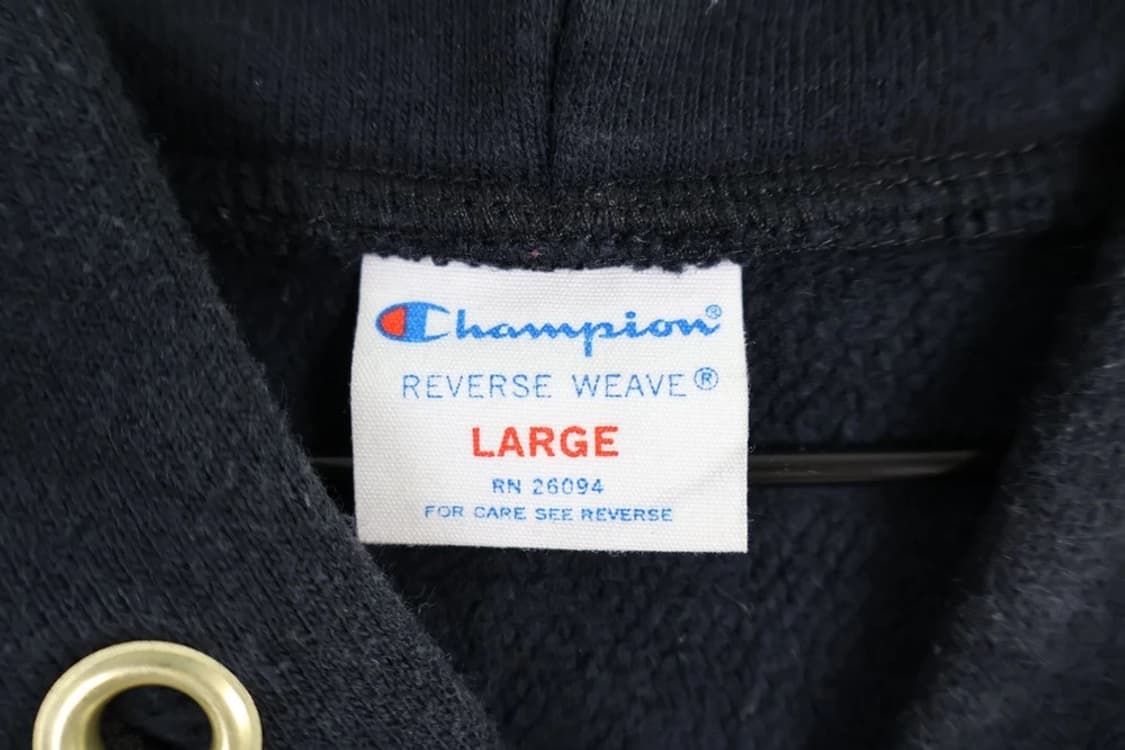 Champion®
REVERSE WEAVE®
LARGE
RN 26094
FOR CARE SEE REVERSE